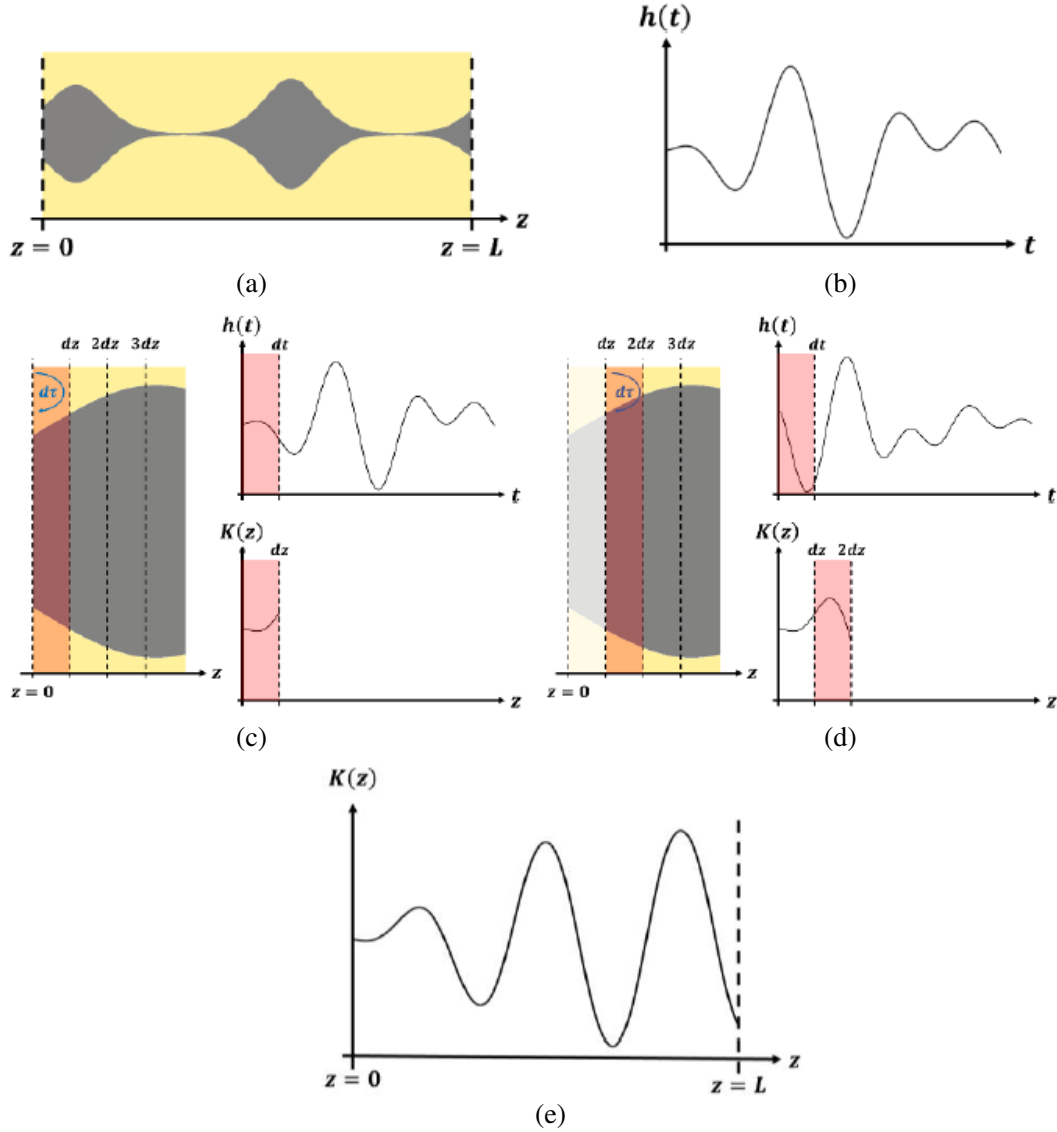 z
z = 0
z = L
(a)
h(t)
t
(b)
dz 2dz 3dz
dτ
z
z = 0
h(t)
dt
t
K(z)
dz
z
(c)
dz 2dz 3dz
dτ
z
z = 0
h(t)
dt
t
K(z)
dz 2dz
z
(d)
K(z)
z
z = 0
z = L
(e)